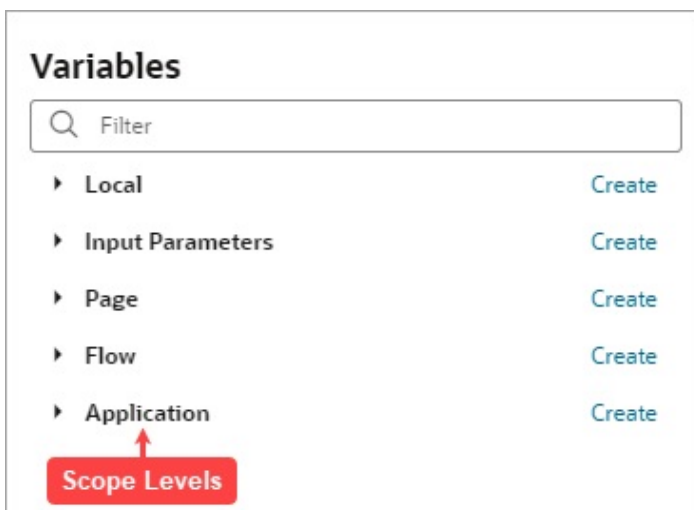 Variables
Filter
Local Create
Input Parameters Create
Page Create
Flow Create
Application Create
Scope Levels